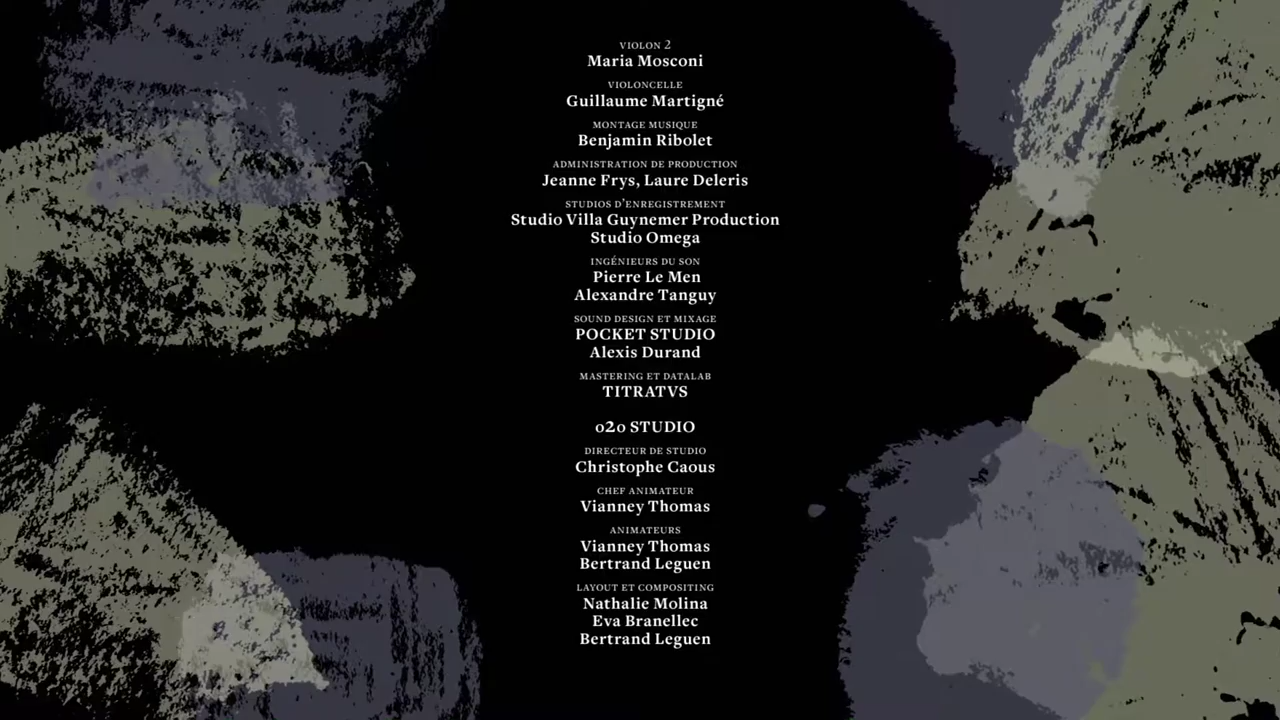 VIOLON 2
Maria Mosconi
VIOLONCELLE
Guillaume Martigné
MONTAGE MUSIQUE
Benjamin Ribolet
ADMINISTRATION DE PRODUCTION
Jeanne Frys, Laure Deleris
STUDIOS D'ENREGISTREMENT
Studio Villa Guynemer Production
Studio Omega
INGÉNIEURS DU SON
Pierre Le Men
Alexandre Tanguy
SOUND DESIGN ET MIXAGE
POCKET STUDIO
Alexis Durand
MASTERING ET DATALAB
TITRATVS
020 STUDIO
DIRECTEUR DE STUDIO
Christophe Caous
CHEF ANIMATEUR
Vianney Thomas
ANIMATEURS
Vianney Thomas
Bertrand Leguen
LAYOUT ET COMPOSITING
Nathalie Molina
Eva Branellec
Bertrand Leguen